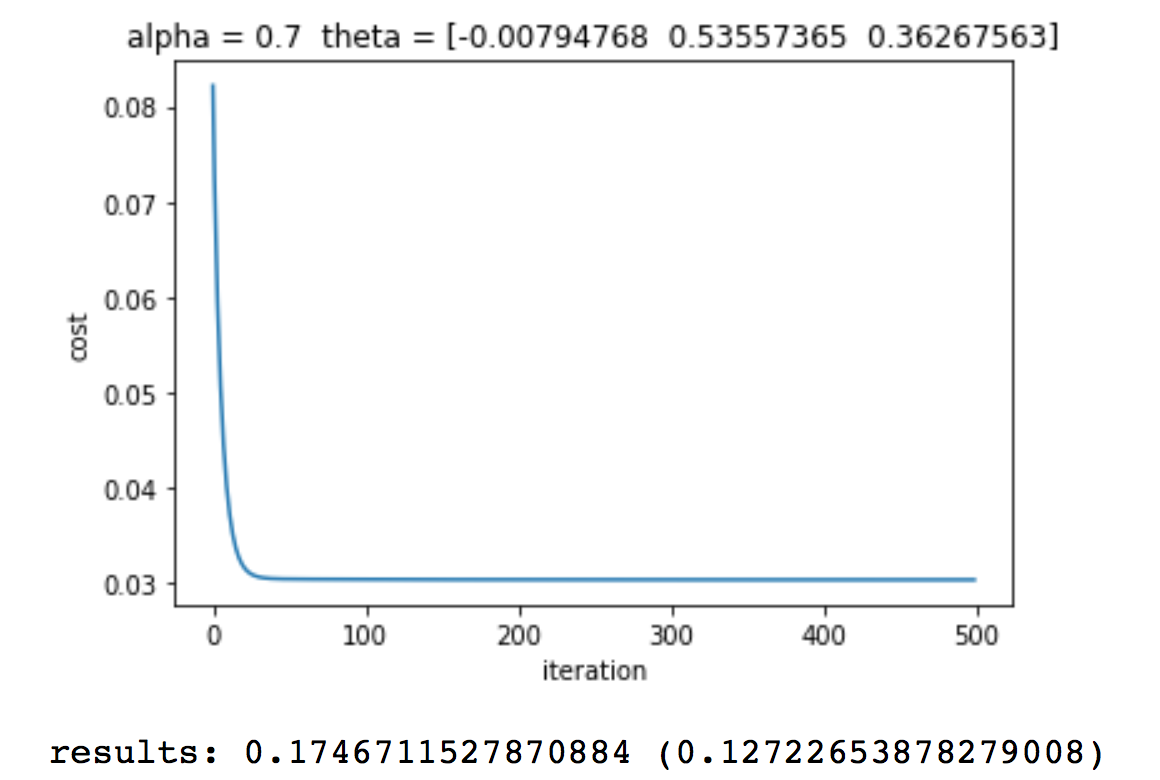 alpha = 0.7  theta = [-0.00794768  0.53557365  0.36267563]
0.08
0.07
0.06
0.05
0.04
0.03
cost
0 100 200 300 400 500
iteration
results: 0.1746711527870884 (0.12722653878279008)